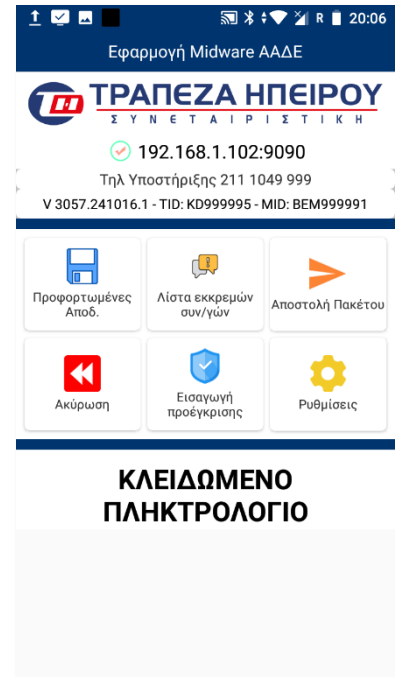 R 20:06
Εφαρμογή Midware ΑΑΔΕ
ΤΡΑΠΕΖΑ ΗΠΕΙΡΟΥ
ΣΥΝΕΤΑΙΡΙΣΤΙΚΗ
192.168.1.102:9090
Τηλ Υποστήριξης 211 1049 999
V 3057.241016.1 - TID: KD999995 - MID: BEM999991
Προφορτωμένες
Αποδ.
Λίστα εκκρεμών
συν/γών
Αποστολή Πακέτου
Ακύρωση
Εισαγωγή
προέγκρισης
Ρυθμίσεις
ΚΛΕΙΔΩΜΕΝΟ
ΠΛΗΚΤΡΟΛΟΓΙΟ